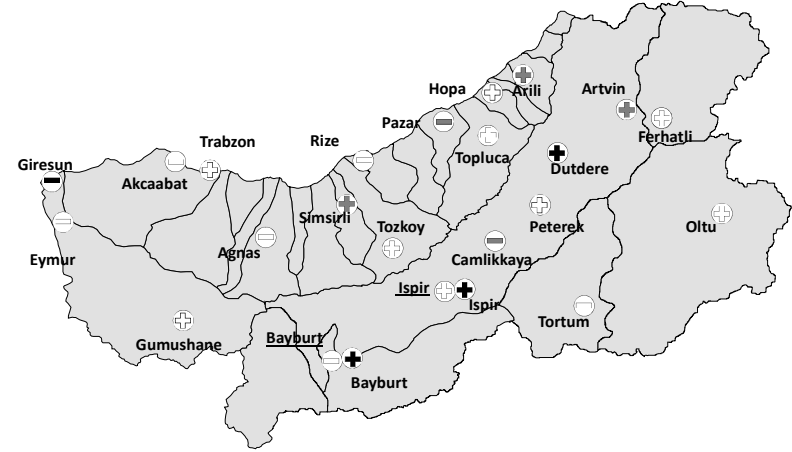 Hopa
Arili
Artvin
Pazar
Ferhatli
Trabzon
Rize
Topluca
Dutdere
Giresun
Akcaabat
Simsirli
Tozkoy
Peterek
Oltu
Eymur
Agnas
Camlikkaya
Ispir
Ispir
Tortum
Gumushane
Bayburt
Bayburt